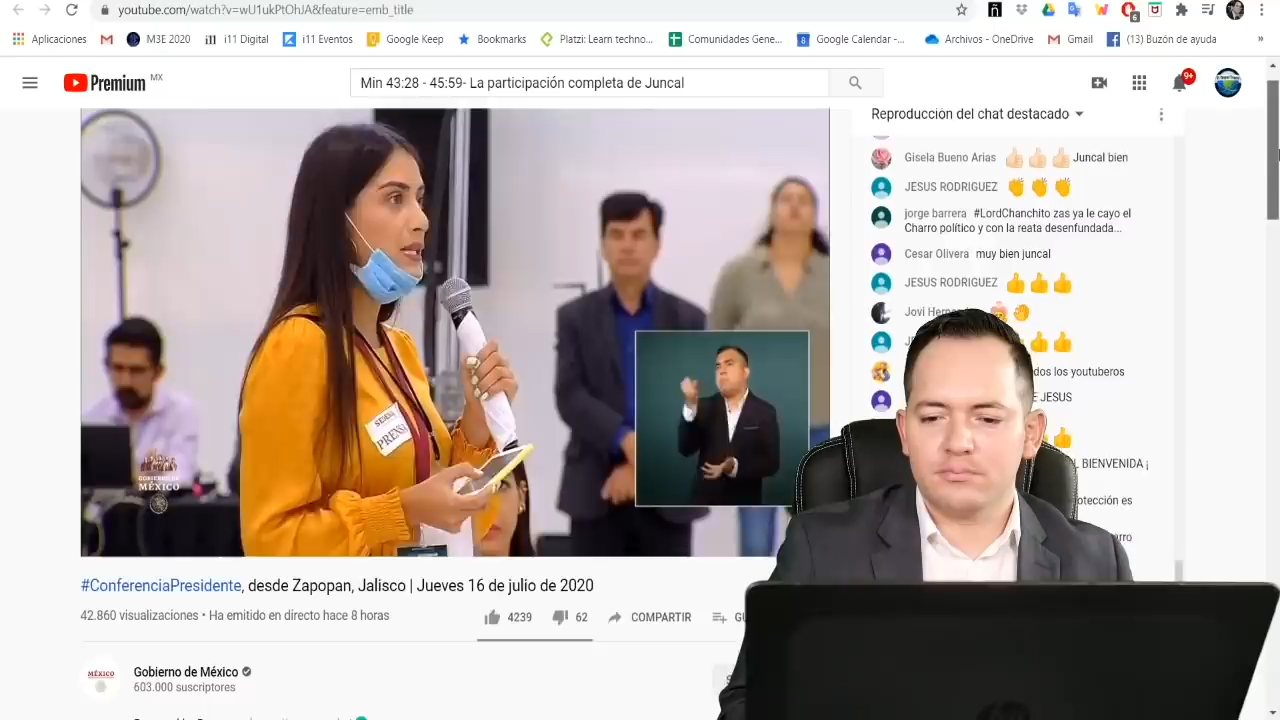 youtube.com/watch?v=wU1ukPtOhJA&feature=emb_title
6
Aplicaciones
M3E 2020
i11 Digital
i11 Eventos
Google Keep
Bookmarks
Platzi: Learn techno...
Comunidades Gene...
Google Calendar -...
Archivos - OneDrive
Gmail
(13) Buzón de ayuda
»
Premium MX
Min 43:28 - 45:59- La participación completa de Juncal
9+
Reproducción del chat destacado
Gisela Bueno Arias Juncal bien
JESUS RODRIGUEZ
jorge barrera #LordChanchito zas ya le cayo el
Charro político y con la reata desenfundada...
Cesar Olivera muy bien juncal
JESUS RODRIGUEZ
Jovi
dos los youtuberos
JESUS
BIENVENIDA ¡
otección es
PRENSA
GOBIERNO DE
MÉXICO
#ConferenciaPresidente, desde Zapopan, Jalisco | Jueves 16 de julio de 2020
42.860 visualizaciones • Ha emitido en directo hace 8 horas
4239
62
COMPARTIR
MÉXICO
Gobierno de México
603.000 suscriptores